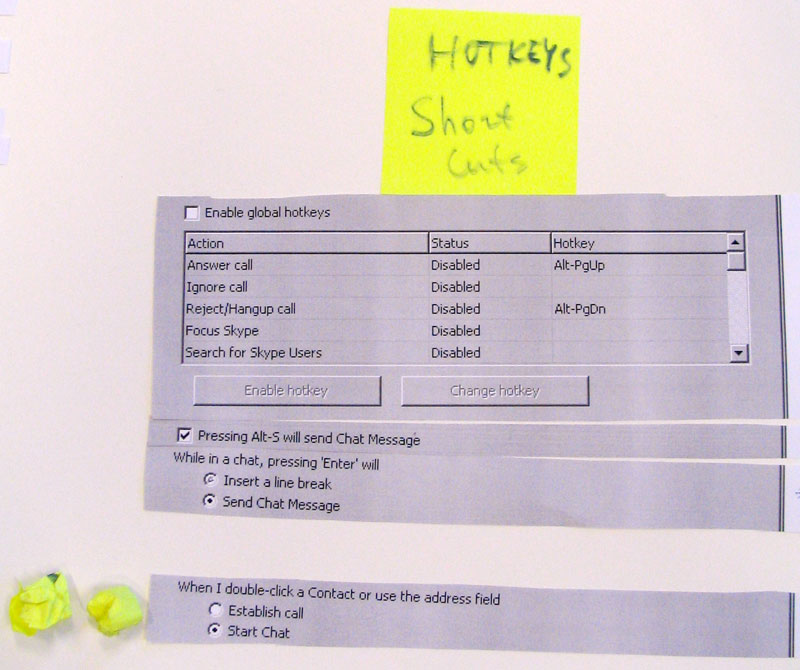 HOTKEYS
Short
Cuts
Enable global hotkeys
Action Status Hotkey
Answer call Disabled Alt-PgUp
Ignore call Disabled
Reject/Hangup call Disabled Alt-PgDn
Focus Skype Disabled
Search for Skype Users Disabled
Enable hotkey Change hotkey
Pressing Alt-S will send Chat Message
While in a chat, pressing 'Enter' will
Insert a line break
Send Chat Message
When I double-click a Contact or use the address field
Establish call
Start Chat